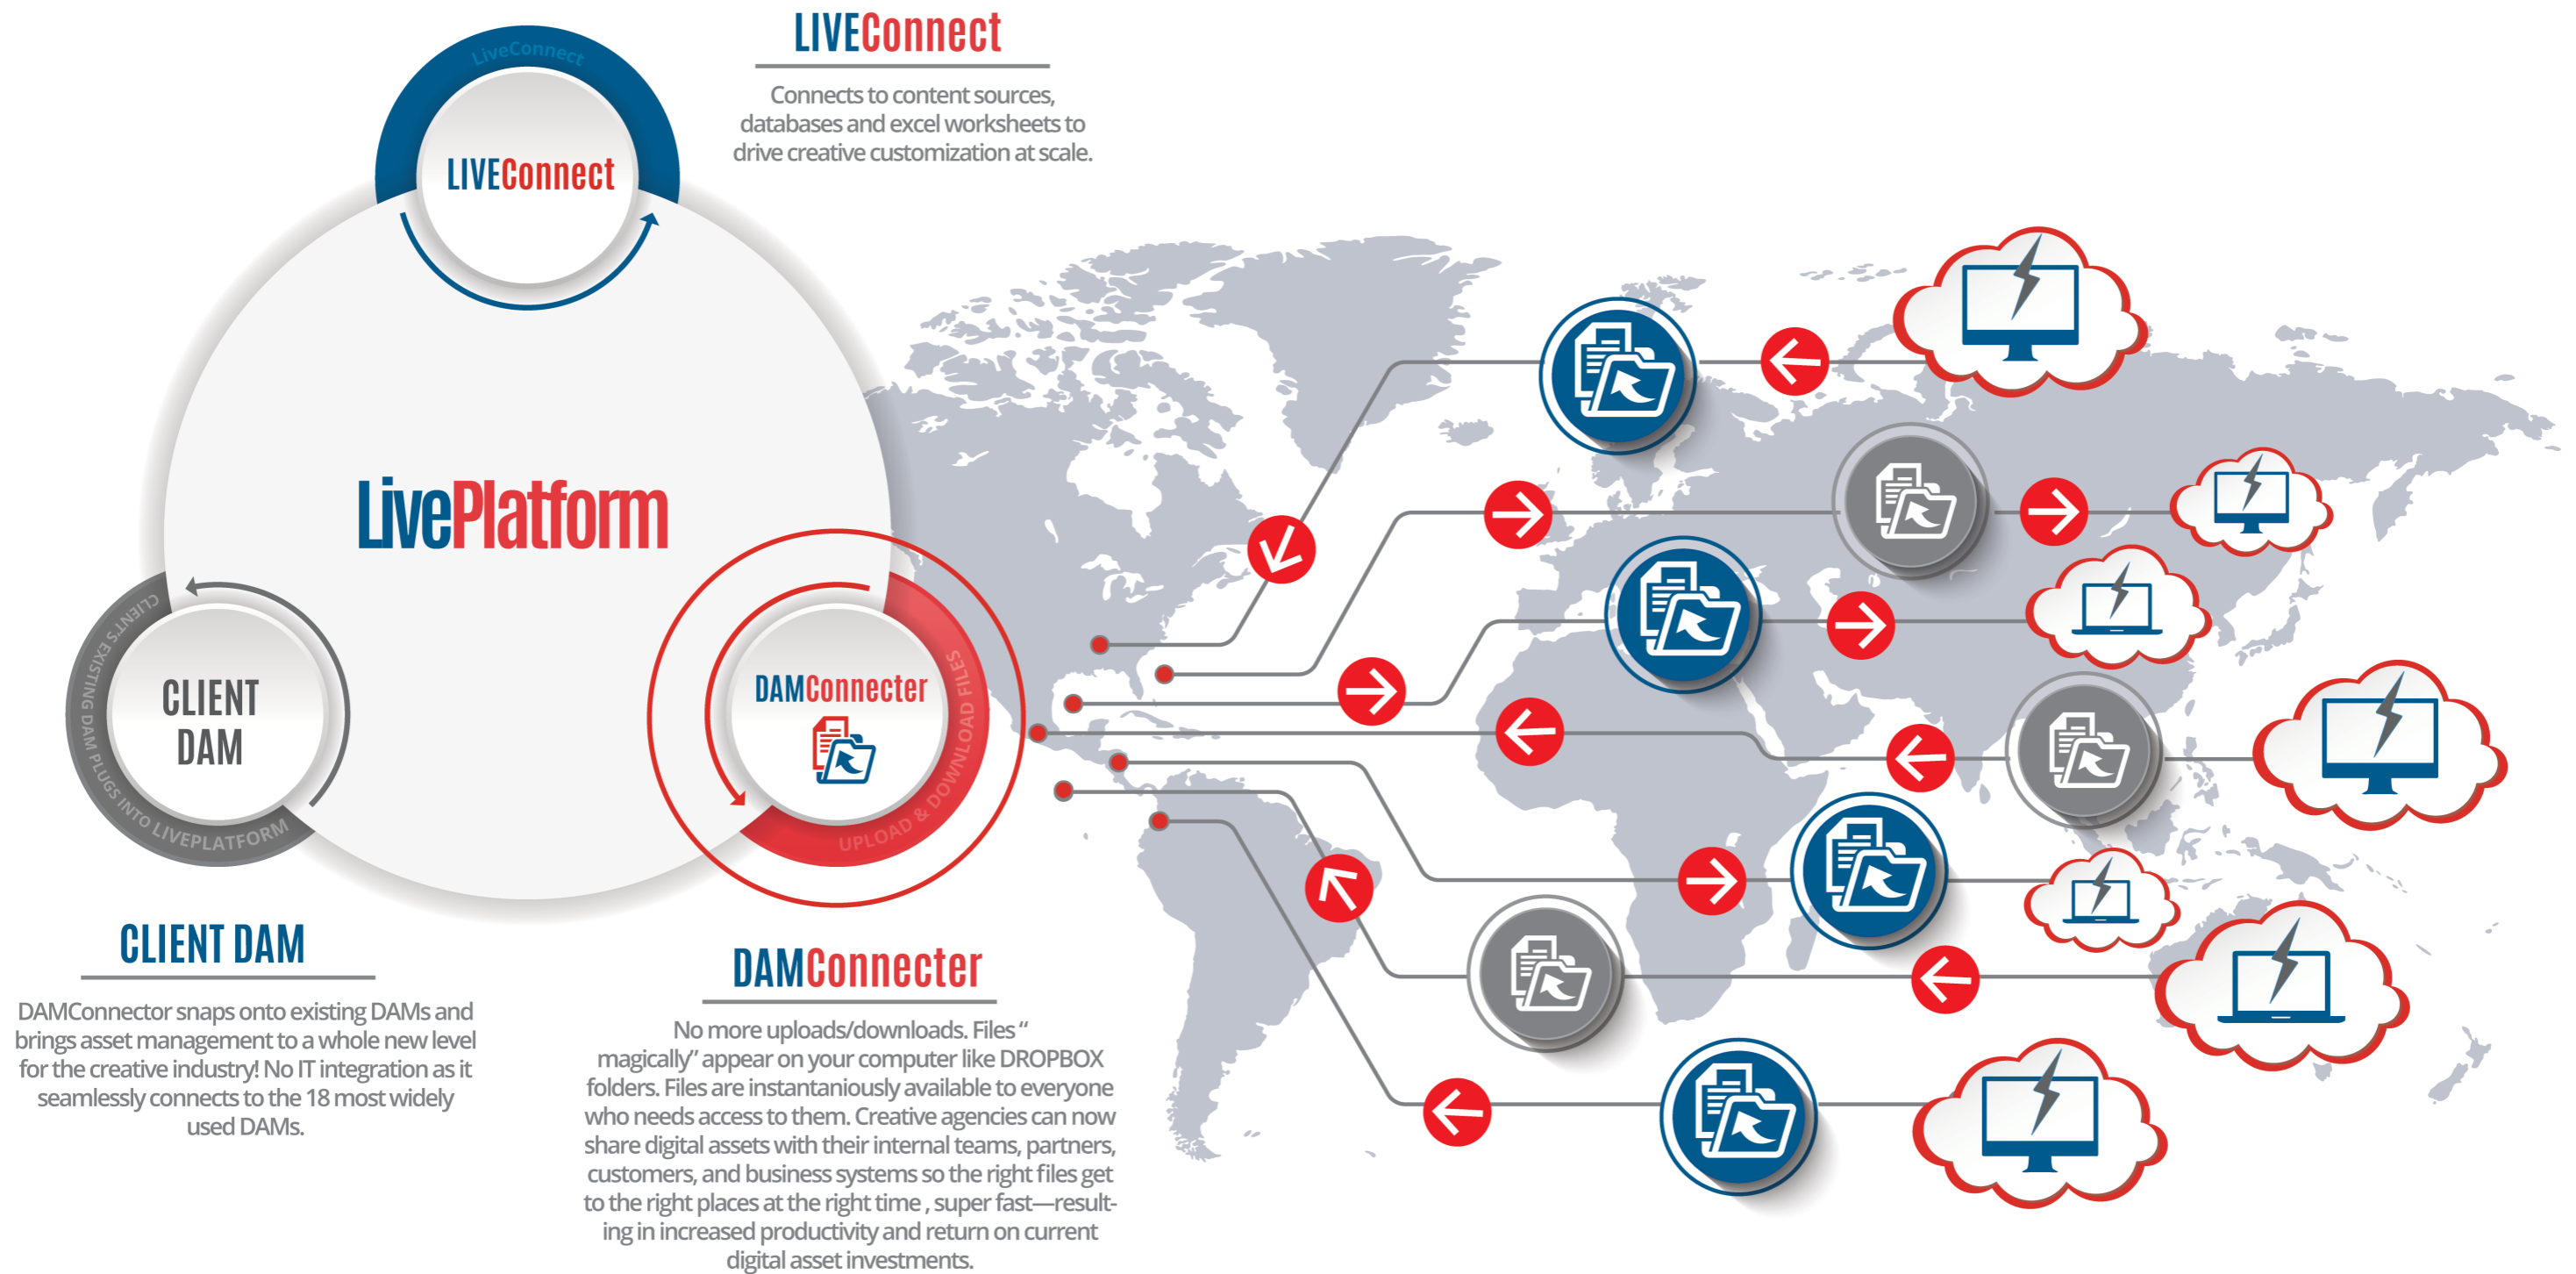 LIVEConnect
Connects to content sources,
databases and excel worksheets to
drive creative customization at scale.
LiveConnect
LIVEConnect
LivePlatform
CLIENT'S EXISTING DAM PLUGS INTO LIVEPLATFORM
CLIENT
DAM
DAMConnecter
UPLOAD & DOWNLOAD FILES
CLIENT DAM
DAMConnector snaps onto existing DAMs and
brings asset management to a whole new level
for the creative industry! No IT integration as it
seamlessly connects to the 18 most widely
used DAMs.
DAMConnecter
No more uploads/downloads. Files “
magically” appear on your computer like DROPBOX
folders. Files are instantaniously available to everyone
who needs access to them. Creative agencies can now
share digital assets with their internal teams, partners,
customers, and business systems so the right files get
to the right places at the right time , super fast—result-
ing in increased productivity and return on current
digital asset investments.